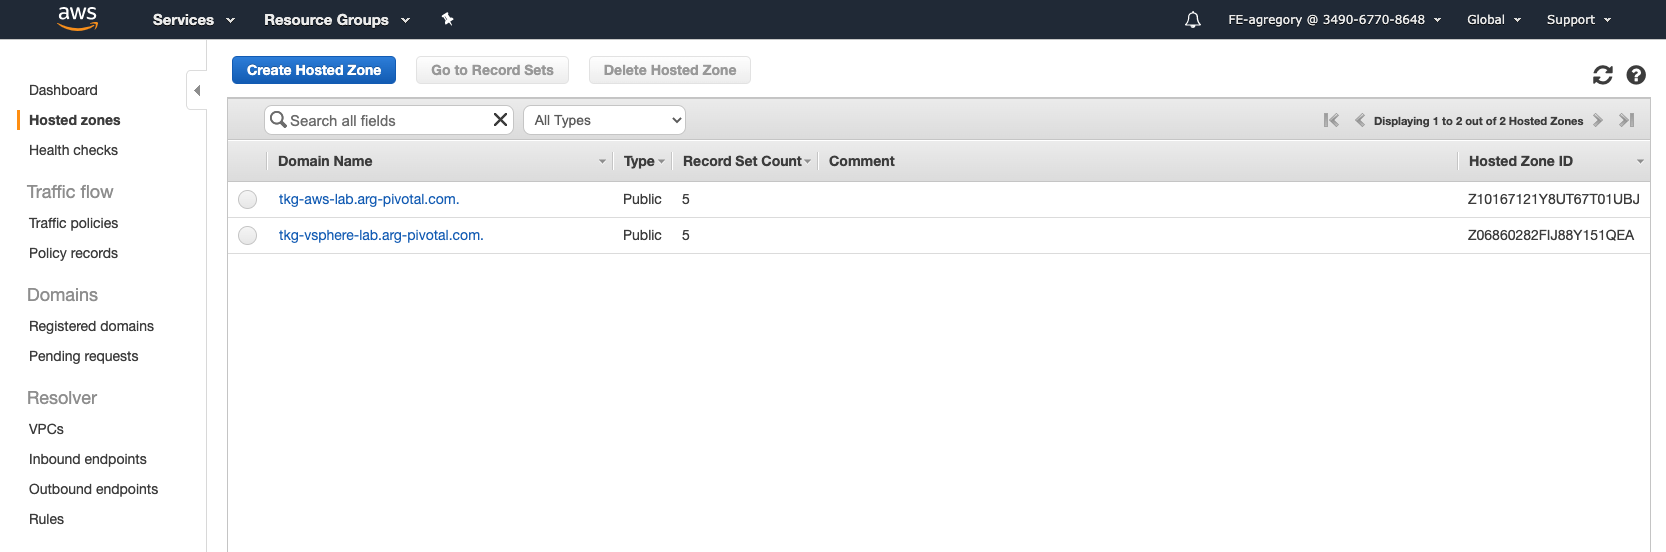 aws Services Resource Groups FE-agregory @ 3490-6770-8648 Global Support
Create Hosted Zone Go to Record Sets Delete Hosted Zone
Dashboard
Hosted zones
Health checks
Traffic flow
Traffic policies
Policy records
Domains
Registered domains
Pending requests
Resolver
VPCs
Inbound endpoints
Outbound endpoints
Rules
Search all fields All Types Displaying 1 to 2 out of 2 Hosted Zones
Domain Name Type Record Set Count Comment Hosted Zone ID
tkg-aws-lab.arg-pivotal.com. Public 5 Z10167121Y8UT67T01UBJ
tkg-vsphere-lab.arg-pivotal.com. Public 5 Z06860282FIJ88Y151QEA